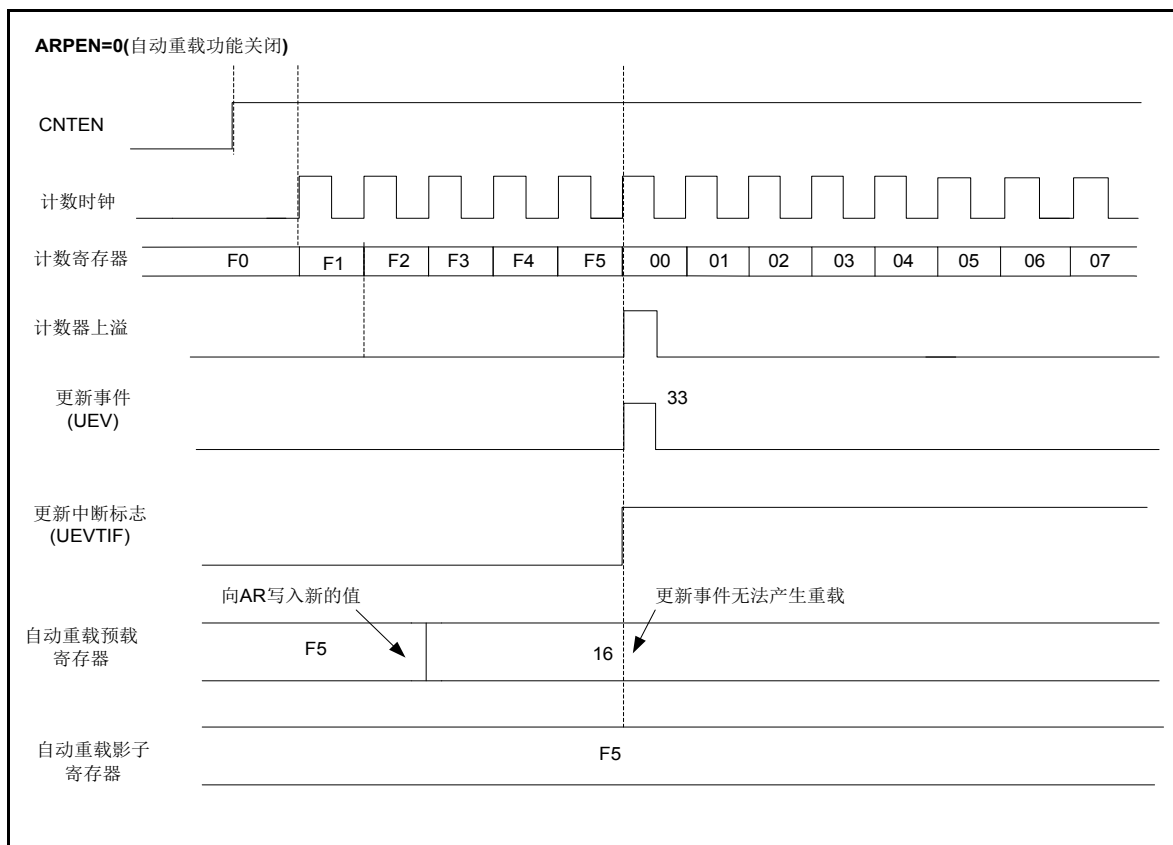 ARPEN=0(自动重载功能关闭)
CNTEN
计数时钟
计数寄存器
F0
F1
F2
F3
F4
F5
00
01
02
03
04
05
06
07
计数器上溢
更新事件
(UEV)
33
更新中断标志
(UEVTIF)
向AR写入新的值
更新事件无法产生重载
自动重载预载
寄存器
F5
16
自动重载影子
寄存器
F5